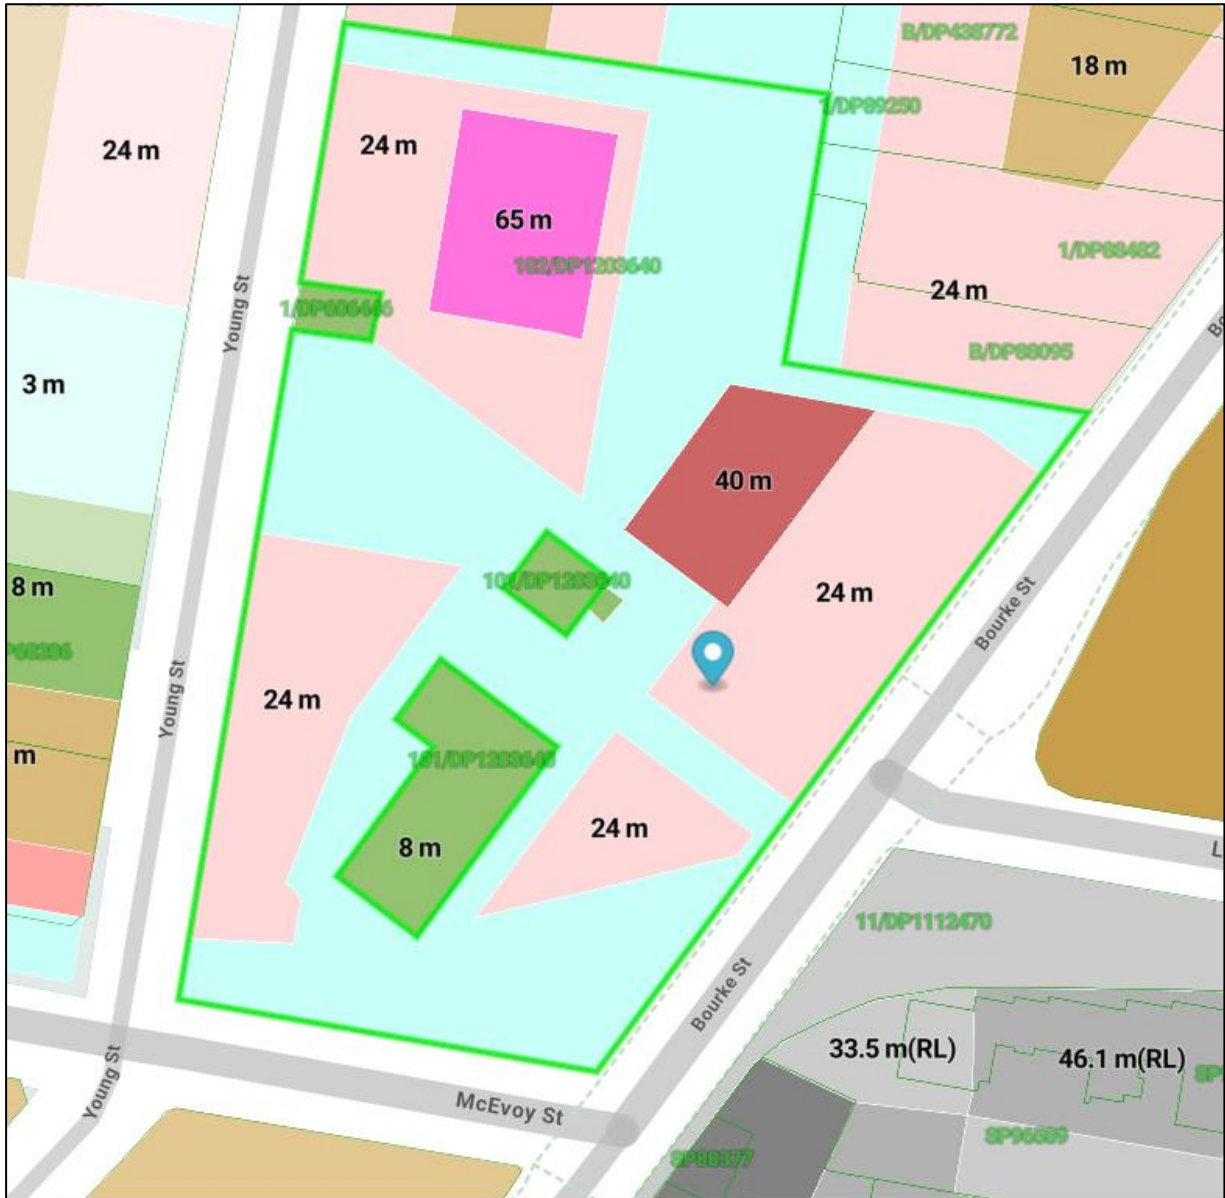 B/DP438772
18 m
1/DP89250
24 m
24 m
65 m
102/DP1203640
1/DP88482
24 m
Young St
1/DP606446
B/DP88095
3 m
40 m
8 m
24 m
Bourke St
24 m
Young St
m
24 m
8 m
11/DP1112470
Bourke St
33.5 m(RL)
46.1 m(RL)
Young St
McEvoy St
SP88377